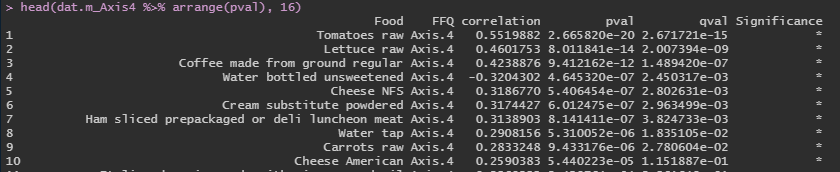 > head(dat.m_Axis4 %>% arrange(pval), 16)
Food FFQ correlation pval qval Significance
1 Tomatoes raw Axis.4 0.5519882 2.665820e-20 2.671721e-15 *
2 Lettuce raw Axis.4 0.4601753 8.011841e-14 2.007394e-09 *
3 Coffee made from ground regular Axis.4 0.4238876 9.412162e-12 1.489420e-07 *
4 Water bottled unsweetened Axis.4 -0.3204302 4.645320e-07 2.450317e-03 *
5 Cheese NFS Axis.4 0.3186770 5.406454e-07 2.802631e-03 *
6 Cream substitute powdered Axis.4 0.3174427 6.012475e-07 2.963499e-03 *
7 Ham sliced prepackaged or deli luncheon meat Axis.4 0.3138903 8.141411e-07 3.824733e-03 *
8 Water tap Axis.4 0.2908156 5.310052e-06 1.835105e-02 *
9 Carrots raw Axis.4 0.2833248 9.433176e-06 2.780604e-02 *
10 Cheese American Axis.4 0.2590383 5.440223e-05 1.151887e-01 *